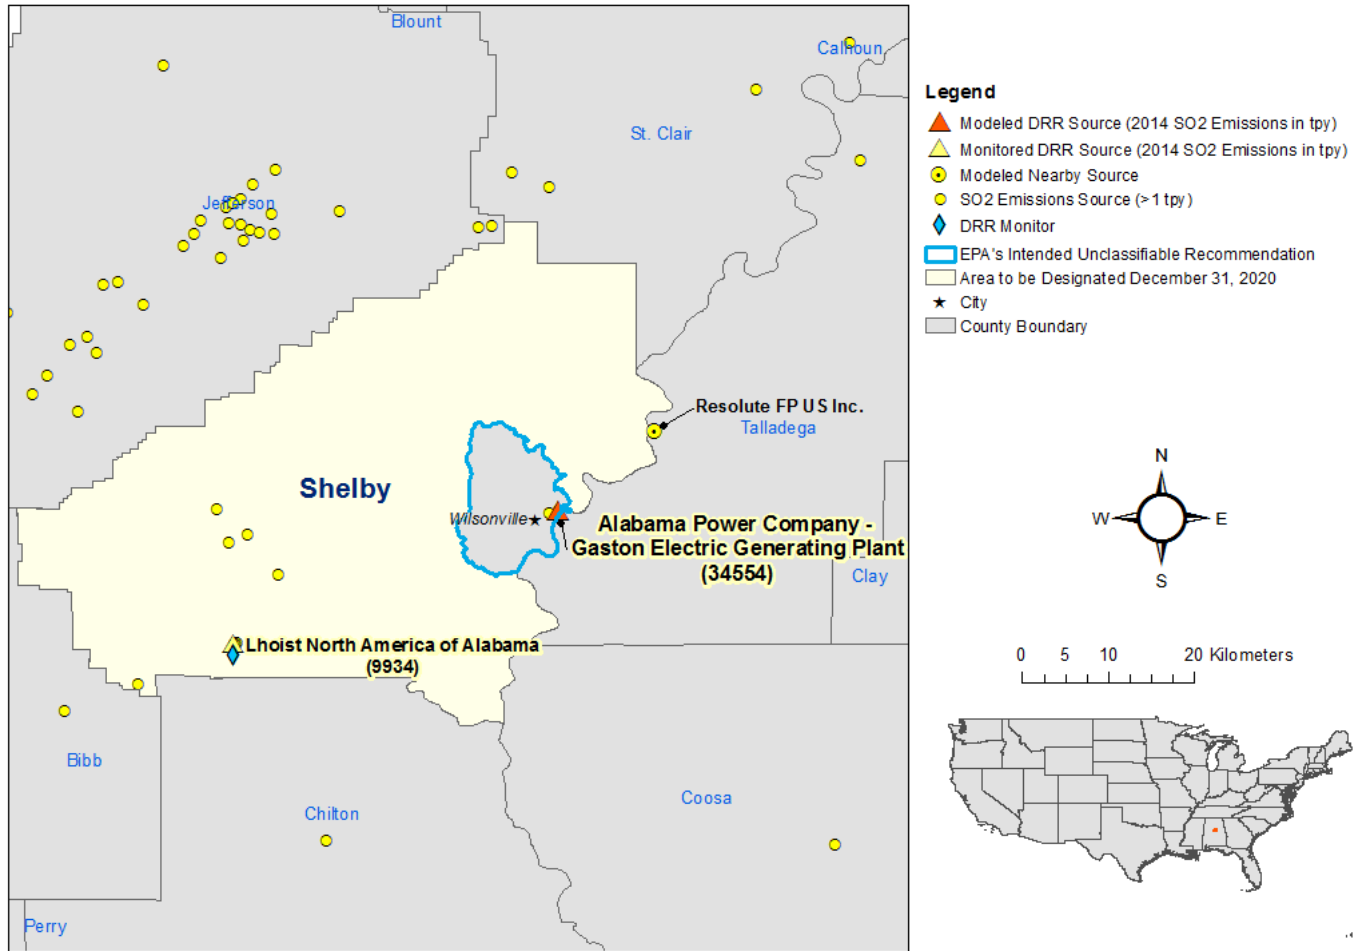 Blount
Calhoun
St. Clair
Jefferson
Resolute FP US Inc.
Talladega
Shelby
Wilsonville
Alabama Power Company -
Gaston Electric Generating Plant
(34554)
Clay
Lhoist North America of Alabama
(9934)
Bibb
Chilton
Coosa
Perry
Legend
Modeled DRR Source (2014 SO2 Emissions in tpy)
Monitored DRR Source (2014 SO2 Emissions in tpy)
Modeled Nearby Source
SO2 Emissions Source (>1 tpy)
DRR Monitor
EPA's Intended Unclassifiable Recommendation
Area to be Designated December 31, 2020
City
County Boundary
N
W E
S
0 5 10 20 Kilometers